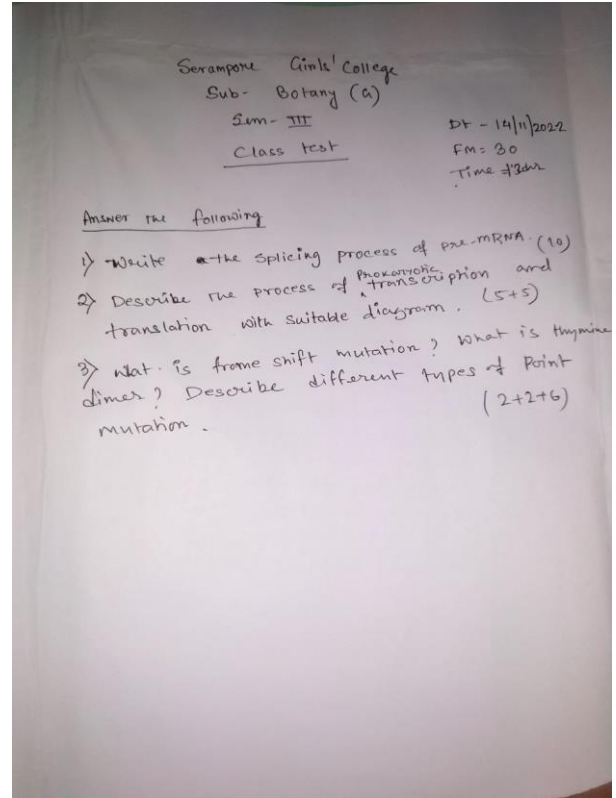 Serampore Girls' College
Sub- Botany (G)
Sem- III
Class test
Dt - 14/11/2022
FM = 30
Time
Answer the following
1) Write the splicing process of pre-mRNA. (10)
2) Describe the process of Prokaryotic transcription and
translation with suitable diagram. (5+5)
3) What is frame shift mutation? What is thymine
dimer? Describe different types of Point
mutation. (2+2+6)